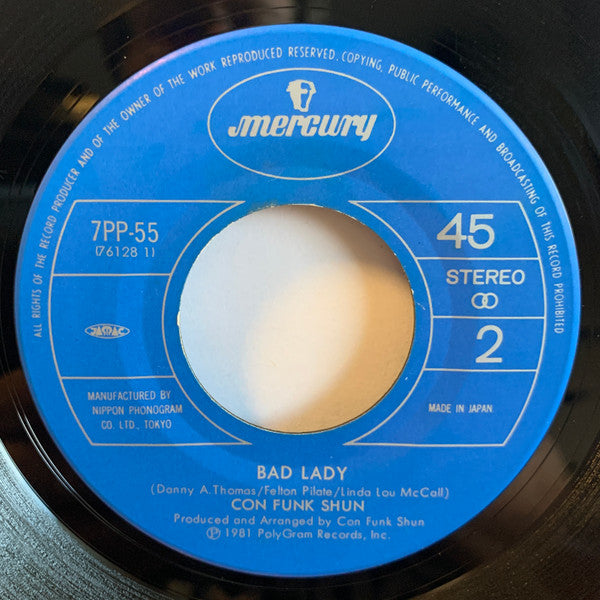 ALL RIGHTS OF THE RECORD PRODUCER AND OF THE OWNER OF THE WORK REPRODUCED RESERVED. COPYING, PUBLIC PERFORMANCE AND BROADCASTING OF THIS RECORD PROHIBITED
mercury
7PP-55
(76128 1)
JASRAC
MANUFACTURED BY
NIPPON PHONOGRAM
CO. LTD., TOKYO
45
STEREO
2
MADE IN JAPAN
BAD LADY
(Danny A.Thomas/Felton Pilate/Linda Lou McCall)
CON FUNK SHUN
Produced and Arranged by Con Funk Shun
Ⓟ 1981 PolyGram Records, Inc.